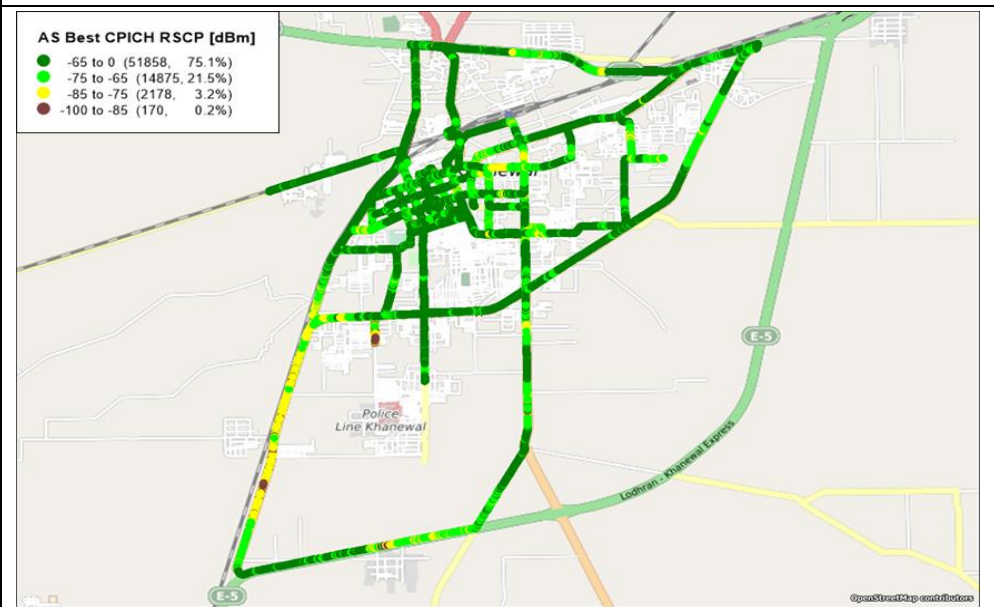 AS Best CPICH RSCP [dBm]
-65 to 0 (51858, 75.1%)
-75 to -65 (14875, 21.5%)
-85 to -75 (2178, 3.2%)
-100 to -85 (170, 0.2%)
E-5
Police
Line Khanewal
Lodhran - Khanewal Express
E-5
OpenStreetMap contributors